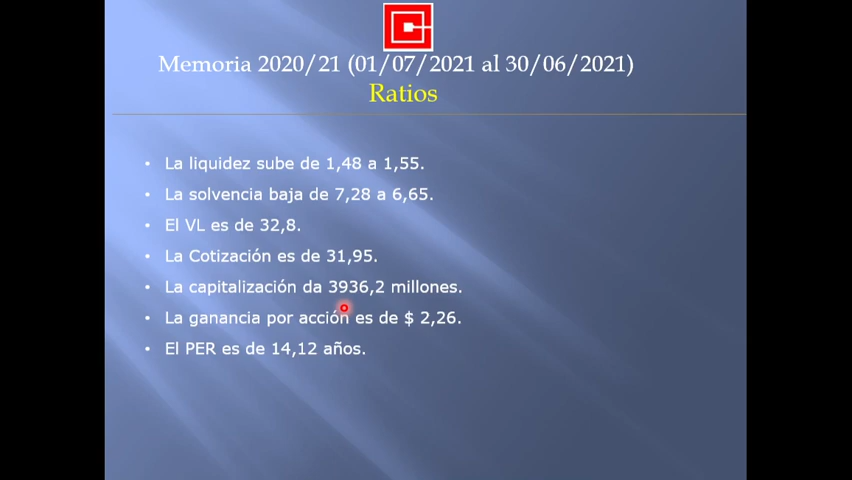 Memoria 2020/21 (01/07/2021 al 30/06/2021)
Ratios
• La liquidez sube de 1,48 a 1,55.
• La solvencia baja de 7,28 a 6,65.
• El VL es de 32,8.
• La Cotización es de 31,95.
• La capitalización da 3936,2 millones.
• La ganancia por acción es de $ 2,26.
• El PER es de 14,12 años.